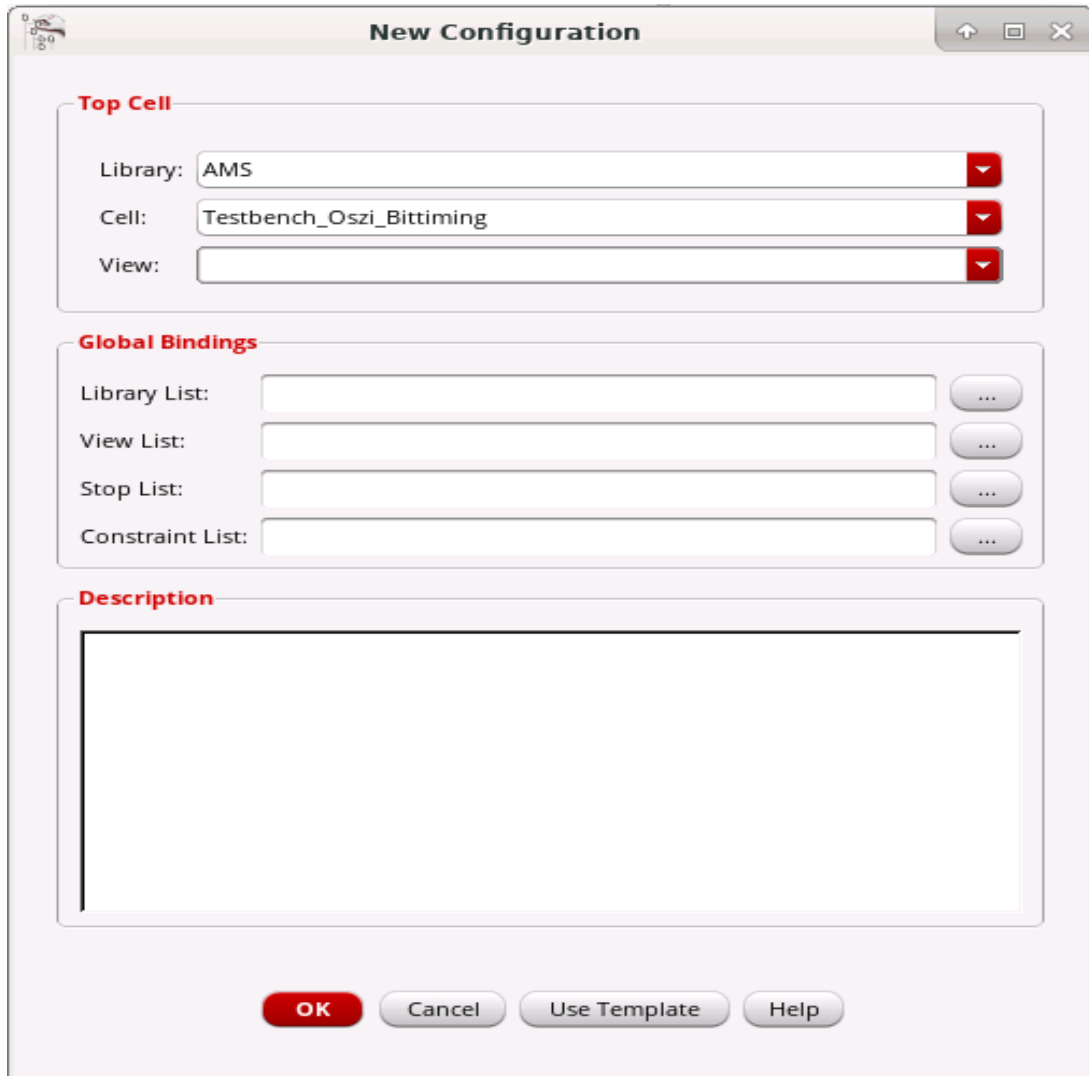 New Configuration
Top Cell
Library: AMS
Cell: Testbench_Oszi_Bittiming
View:
Global Bindings
Library List: ...
View List: ...
Stop List: ...
Constraint List: ...
Description
OK Cancel Use Template Help